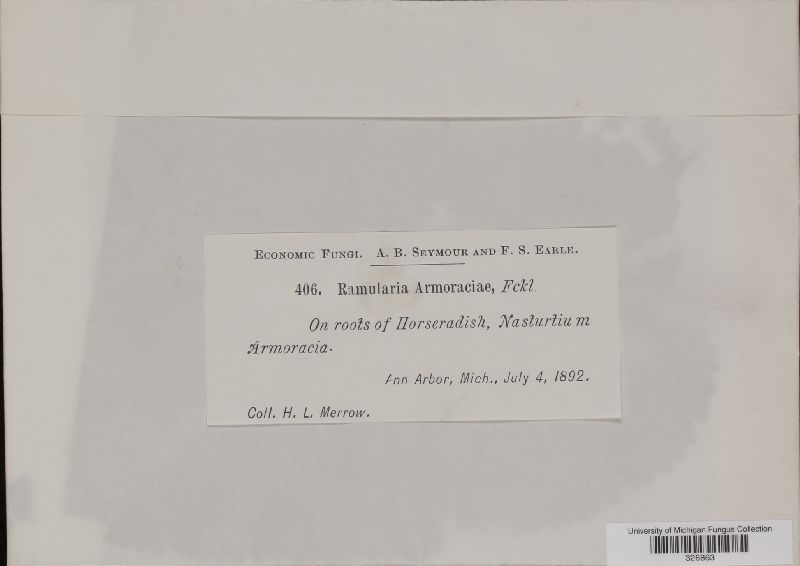 Economic Fungi. A. B. Seymour and F. S. Earle.
406. Ramularia Armoraciae, Fckl.
On roots of Horseradish, Nasturtium
Armoracia.
Ann Arbor, Mich., July 4, 1892.
Coll. H. L. Merrow.
University of Michigan Fungus Collection
325863